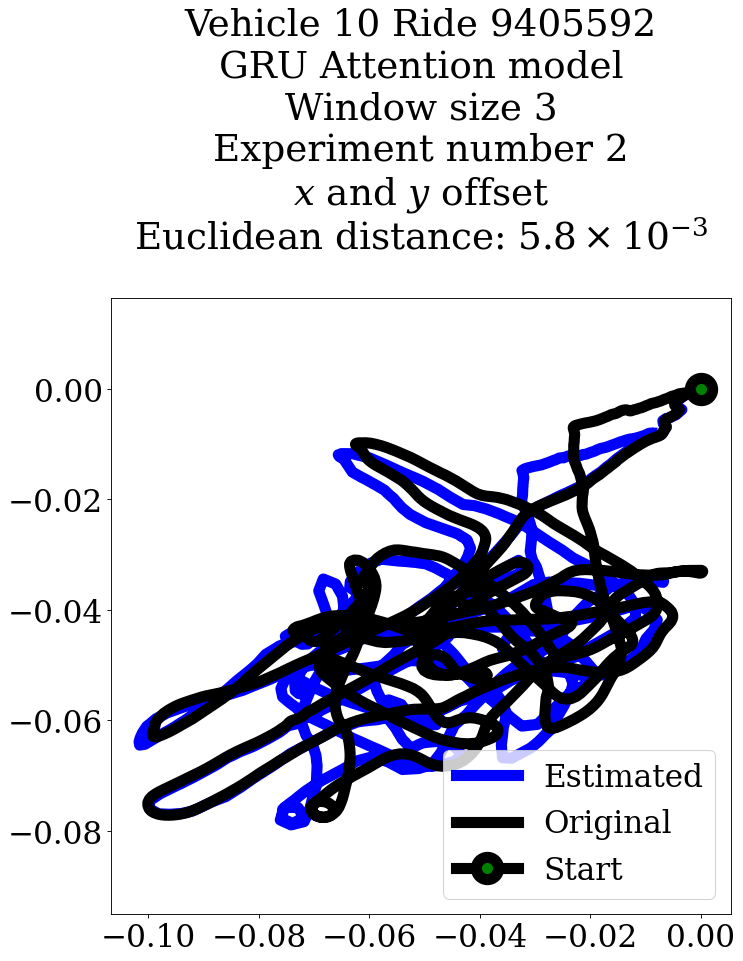 Vehicle 10 Ride 9405592
GRU Attention model
Window size 3
Experiment number 2
x and y offset
Euclidean distance: 5.8 × 10⁻³
0.00
−0.02
−0.04
−0.06
−0.08
Estimated
Original
Start
−0.10 −0.08 −0.06 −0.04 −0.02 0.00